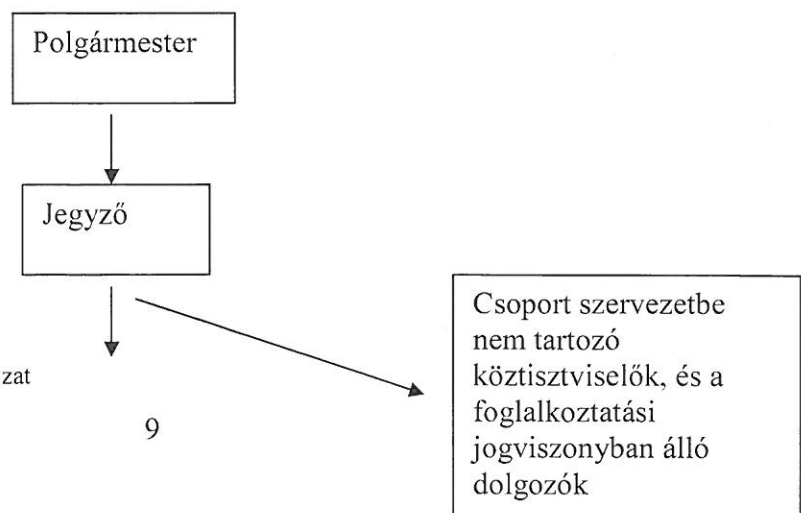 Polgármester
Jegyző
Csoport szervezetbe
nem tartozó
köztisztviselők, és a
foglalkoztatási
jogviszonyban álló
dolgozók
zat
9